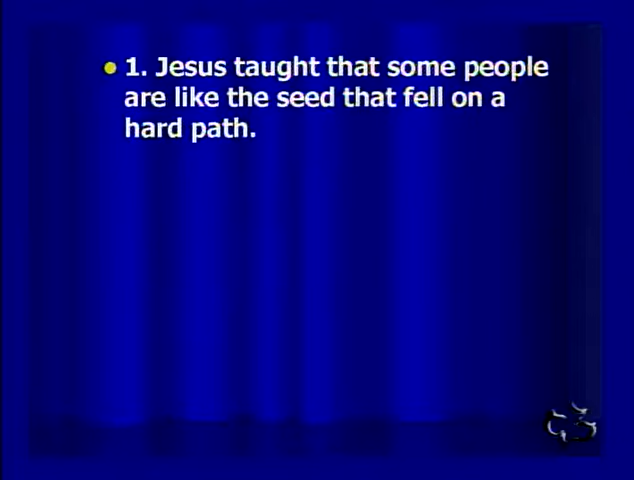 1. Jesus taught that some people
are like the seed that fell on a
hard path.